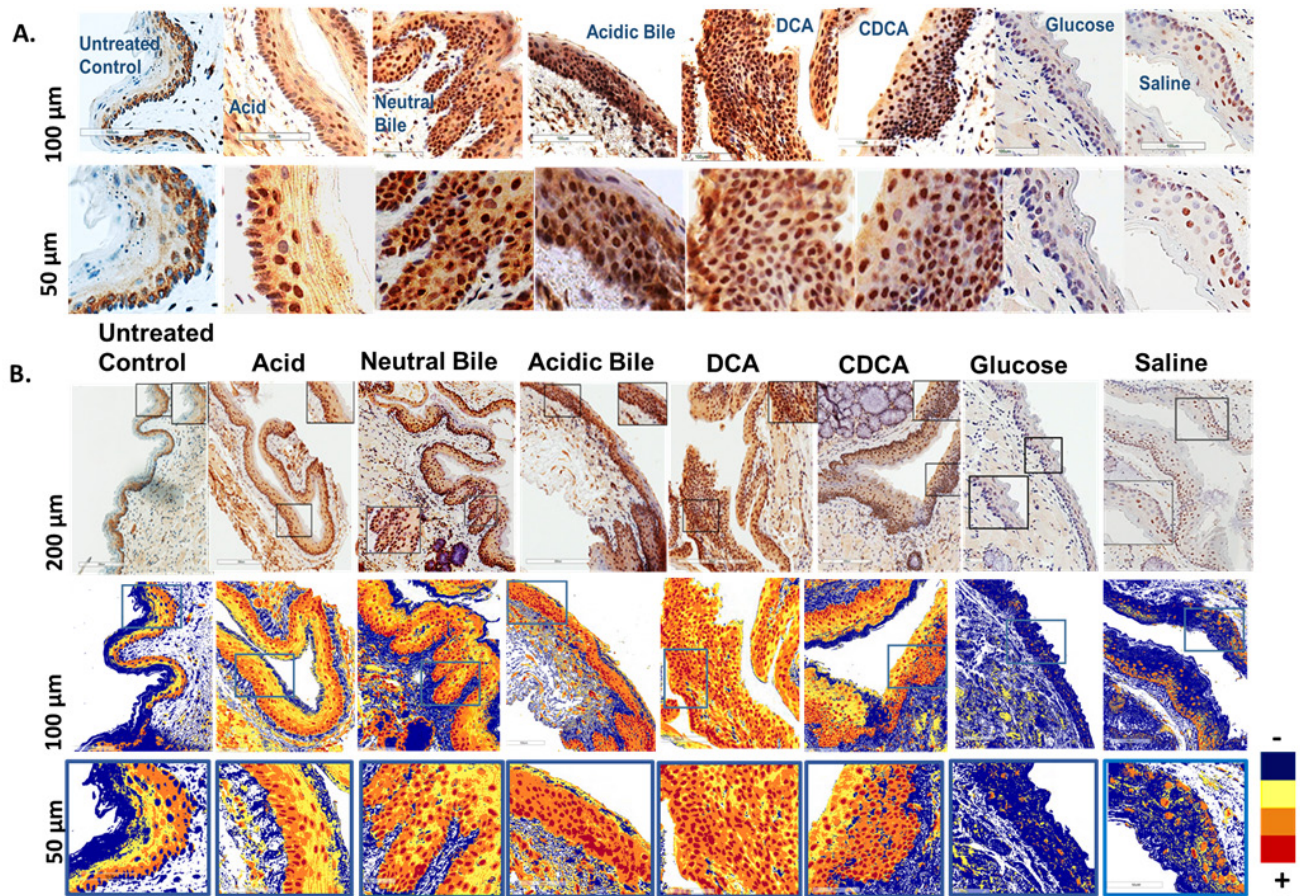 A.
Untreated
Control
Acid
Neutral
Bile
Acidic Bile
DCA
CDCA
Glucose
Saline
100 µm
50 µm
Untreated
Control
Acid
Neutral Bile
Acidic Bile
DCA
CDCA
Glucose
Saline
B.
200 µm
100 µm
50 µm
-
+